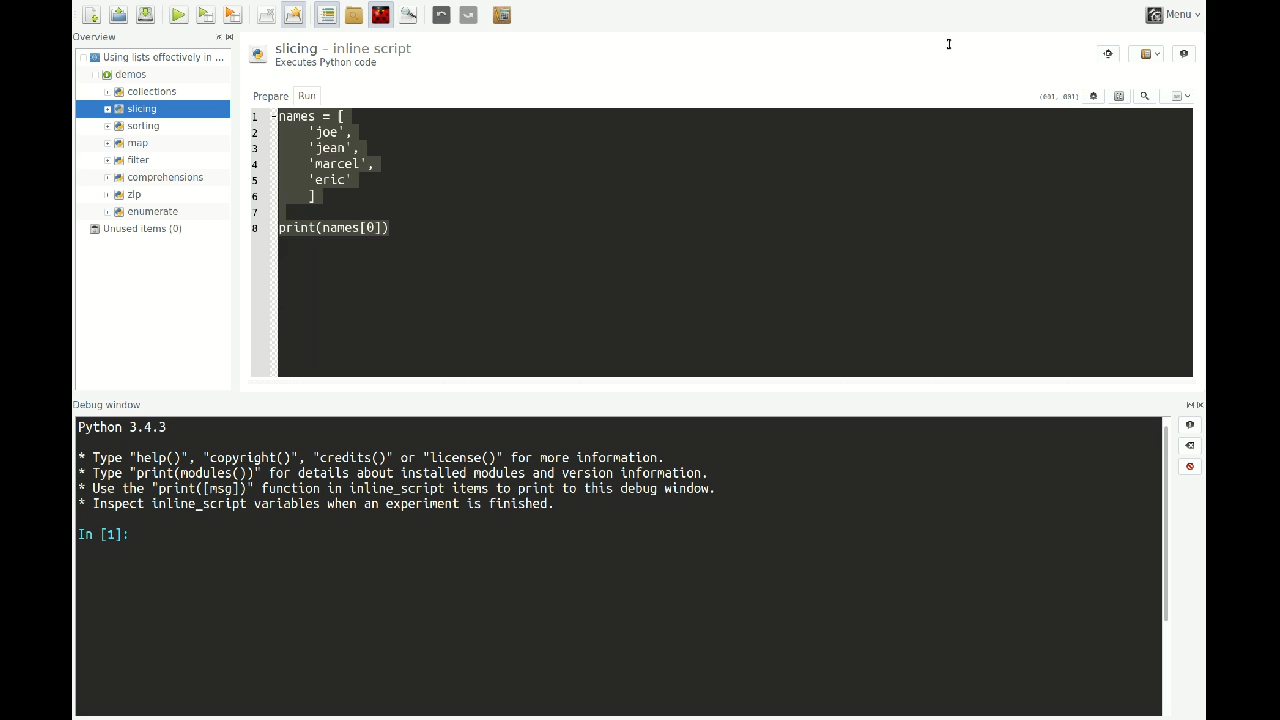 Menu
Overview
Using lists effectively in ...
demos
collections
slicing
sorting
map
filter
comprehensions
zip
enumerate
Unused items (0)
slicing – inline script
Executes Python code
Prepare Run
(001, 001)
1 names = [
2 'joe',
3 'jean',
4 'marcel',
5 'eric'
6 ]
7
8 print(names[0])
Debug window
Python 3.4.3
* Type "help()", "copyright()", "credits()" or "license()" for more information.
* Type "print(modules())" for details about installed modules and version information.
* Use the "print([msg])" function in inline_script items to print to this debug window.
* Inspect inline_script variables when an experiment is finished.
In [1]: